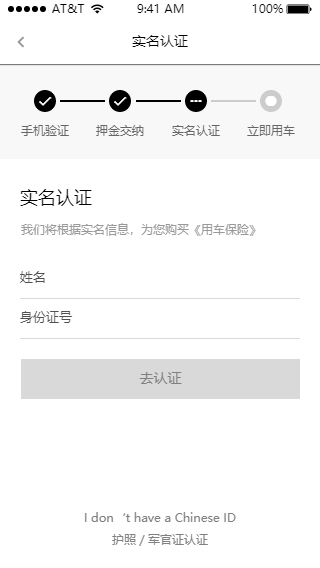 AT&T 9:41 AM 100%
实名认证
手机验证 押金交纳 实名认证 立即用车
实名认证
我们将根据实名信息，为您购买《用车保险》
姓名
身份证号
去认证
I don‘t have a Chinese ID
护照 / 军官证认证